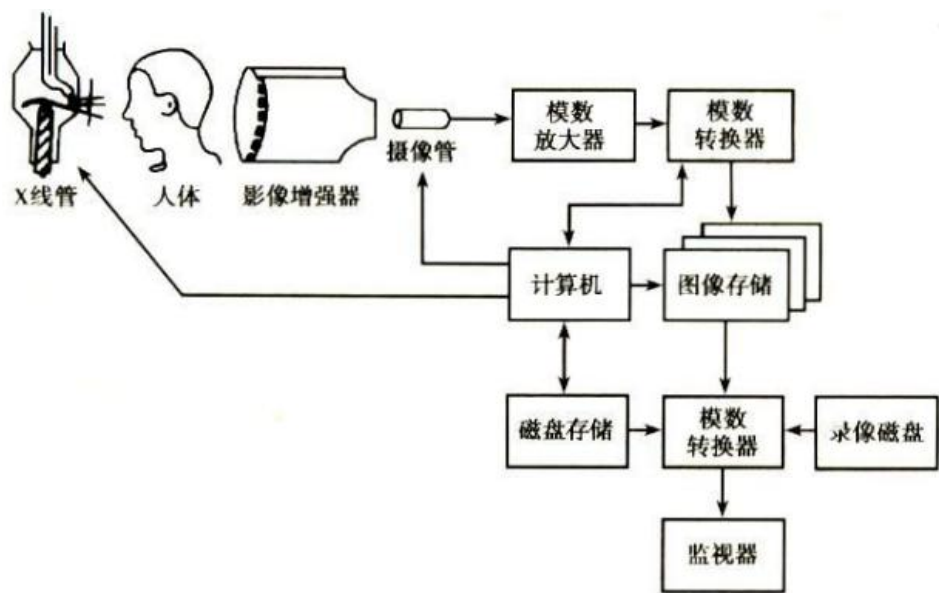 模数
放大器
模数
转换器
摄像管
X线管
人体
影像增强器
计算机
图像存储
磁盘存储
模数
转换器
录像磁盘
监视器